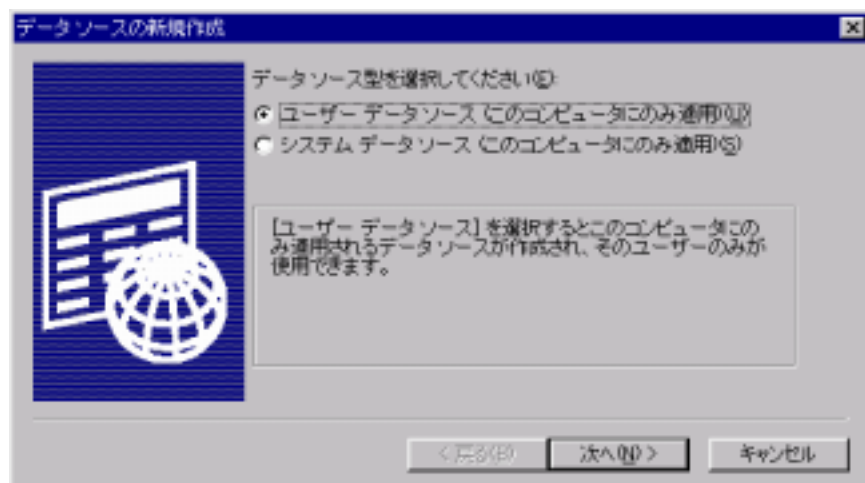 データ ソースの新規作成
データ ソース型を選択してください(E):
ユーザー データ ソース (このコンピュータにのみ適用)(U)
システム データ ソース (このコンピュータにのみ適用)(S)
[ユーザー データ ソース] を選択するとこのコンピュータにの
み適用されるデータ ソースが作成され、そのユーザーのみが
使用できます。
< 戻る(B)
次へ(N) >
キャンセル